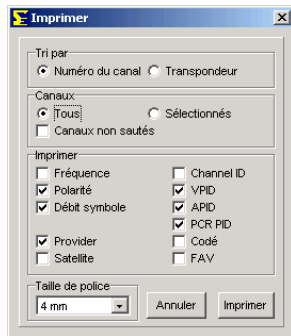 Imprimer
Tri par
Numéro du canal Transpondeur
Canaux
Tous Sélectionnés
Canaux non sautés
Imprimer
Fréquence Channel ID
Polarité VPID
Débit symbole APID
PCR PID
Provider Codé
Satellite FAV
Taille de police
4 mm Annuler Imprimer